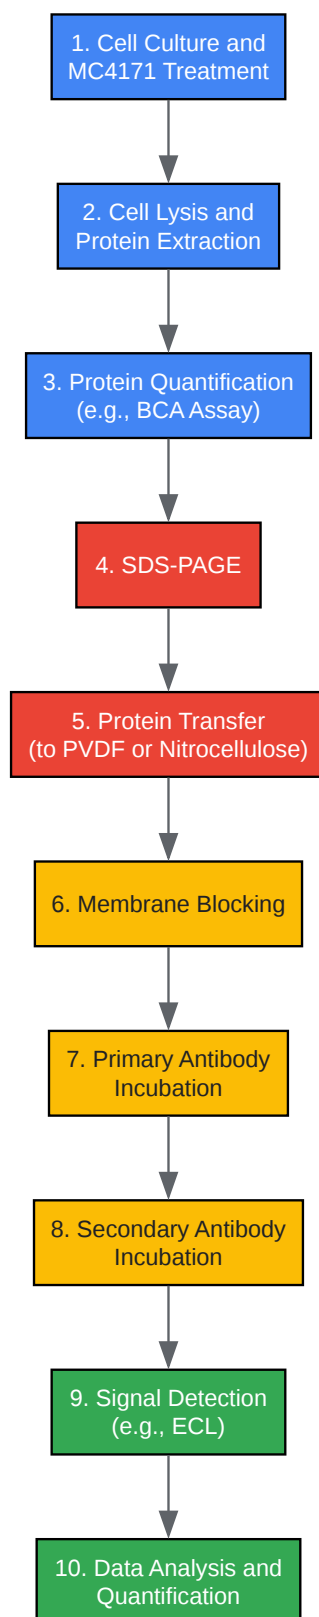 1. Cell Culture and
MC4171 Treatment
2. Cell Lysis and
Protein Extraction
3. Protein Quantification
(e.g., BCA Assay)
4. SDS-PAGE
5. Protein Transfer
(to PVDF or Nitrocellulose)
6. Membrane Blocking
7. Primary Antibody
Incubation
8. Secondary Antibody
Incubation
9. Signal Detection
(e.g., ECL)
10. Data Analysis and
Quantification